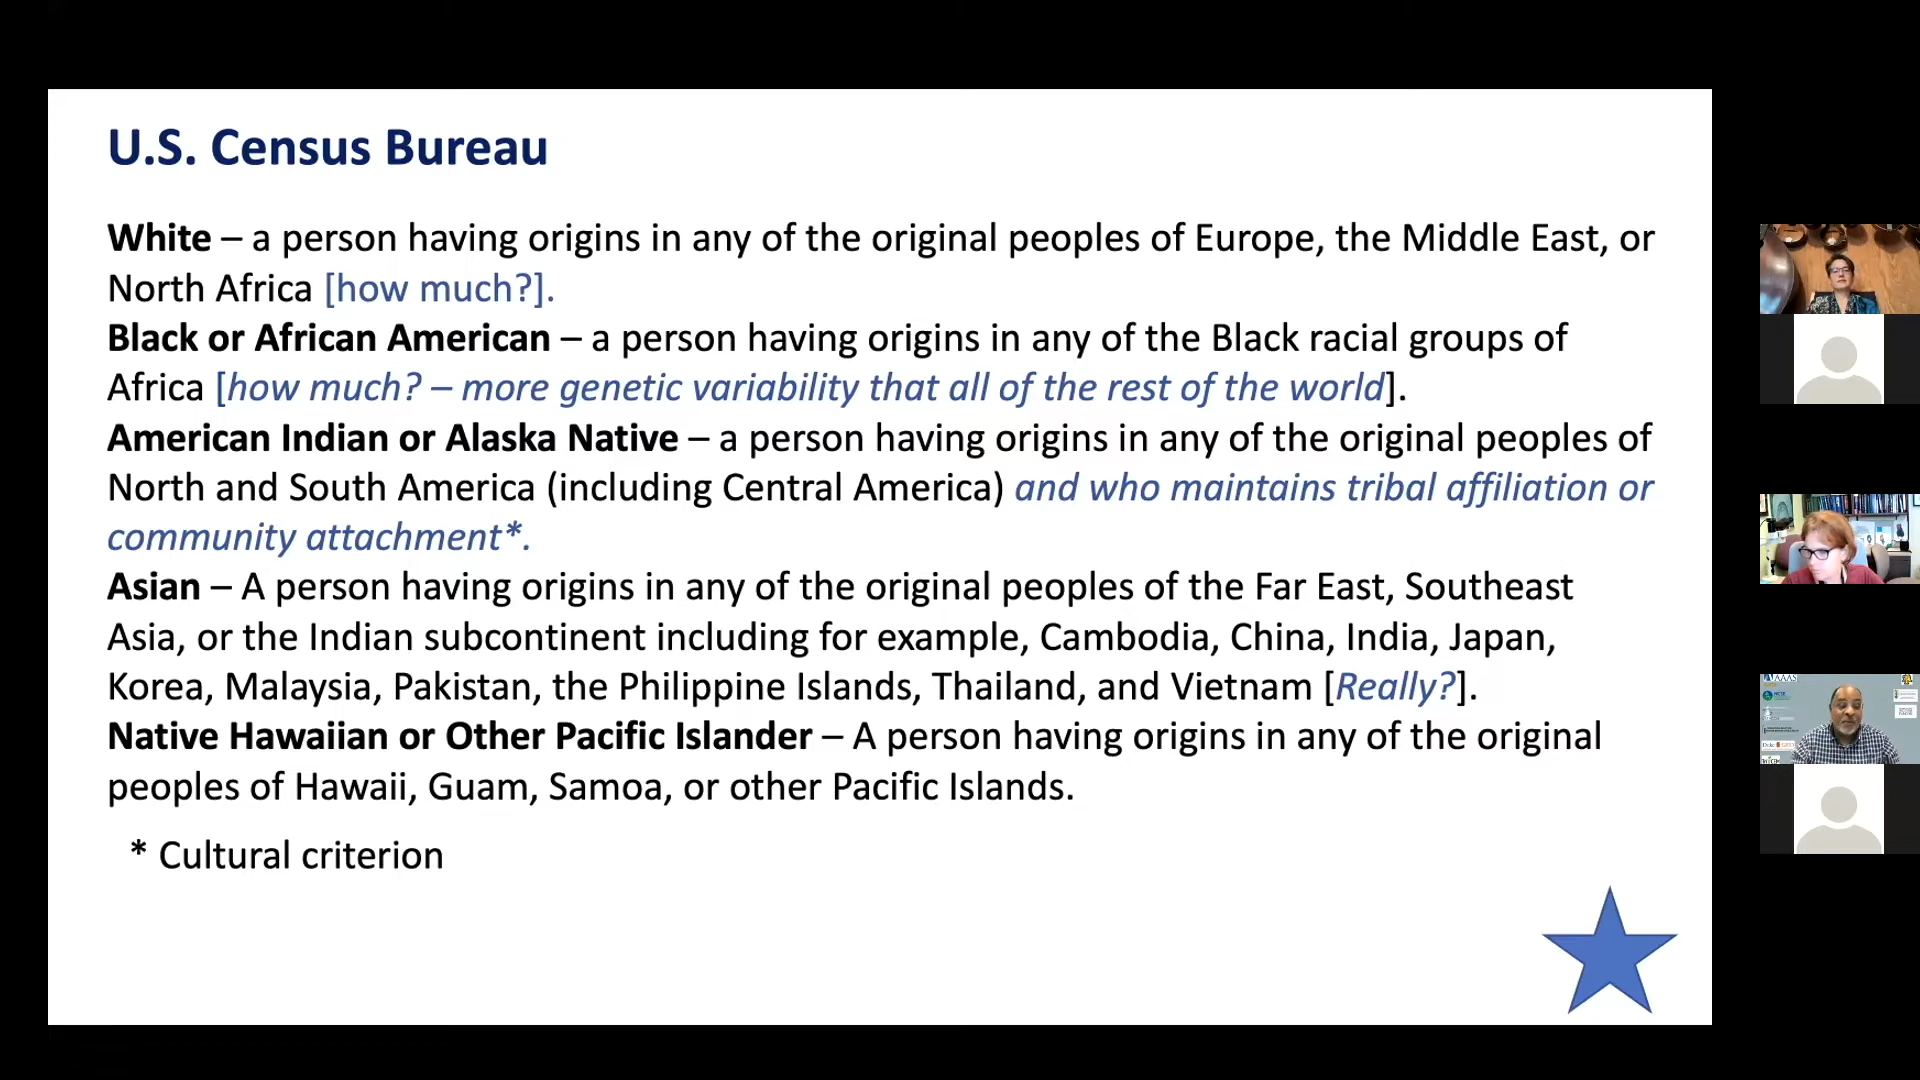 U.S. Census Bureau
White – a person having origins in any of the original peoples of Europe, the Middle East, or
North Africa [how much?].
Black or African American – a person having origins in any of the Black racial groups of
Africa [how much? – more genetic variability that all of the rest of the world].
American Indian or Alaska Native – a person having origins in any of the original peoples of
North and South America (including Central America) and who maintains tribal affiliation or
community attachment*.
Asian – A person having origins in any of the original peoples of the Far East, Southeast
Asia, or the Indian subcontinent including for example, Cambodia, China, India, Japan,
Korea, Malaysia, Pakistan, the Philippine Islands, Thailand, and Vietnam [Really?].
Native Hawaiian or Other Pacific Islander – A person having origins in any of the original
peoples of Hawaii, Guam, Samoa, or other Pacific Islands.
* Cultural criterion
AAAS